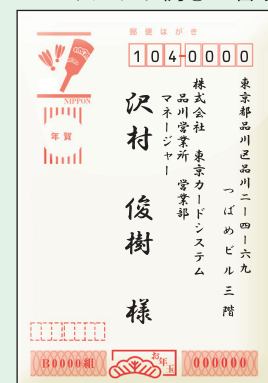 郵便はがき
104-0000
NIPPON
年賀
東京都品川区品川二ー四ー六九
つばめビル三階
株式会社 東京カードシステム
品川営業所 営業部
マネージャー
沢村 俊樹 様
お年玉
B0000組
000000